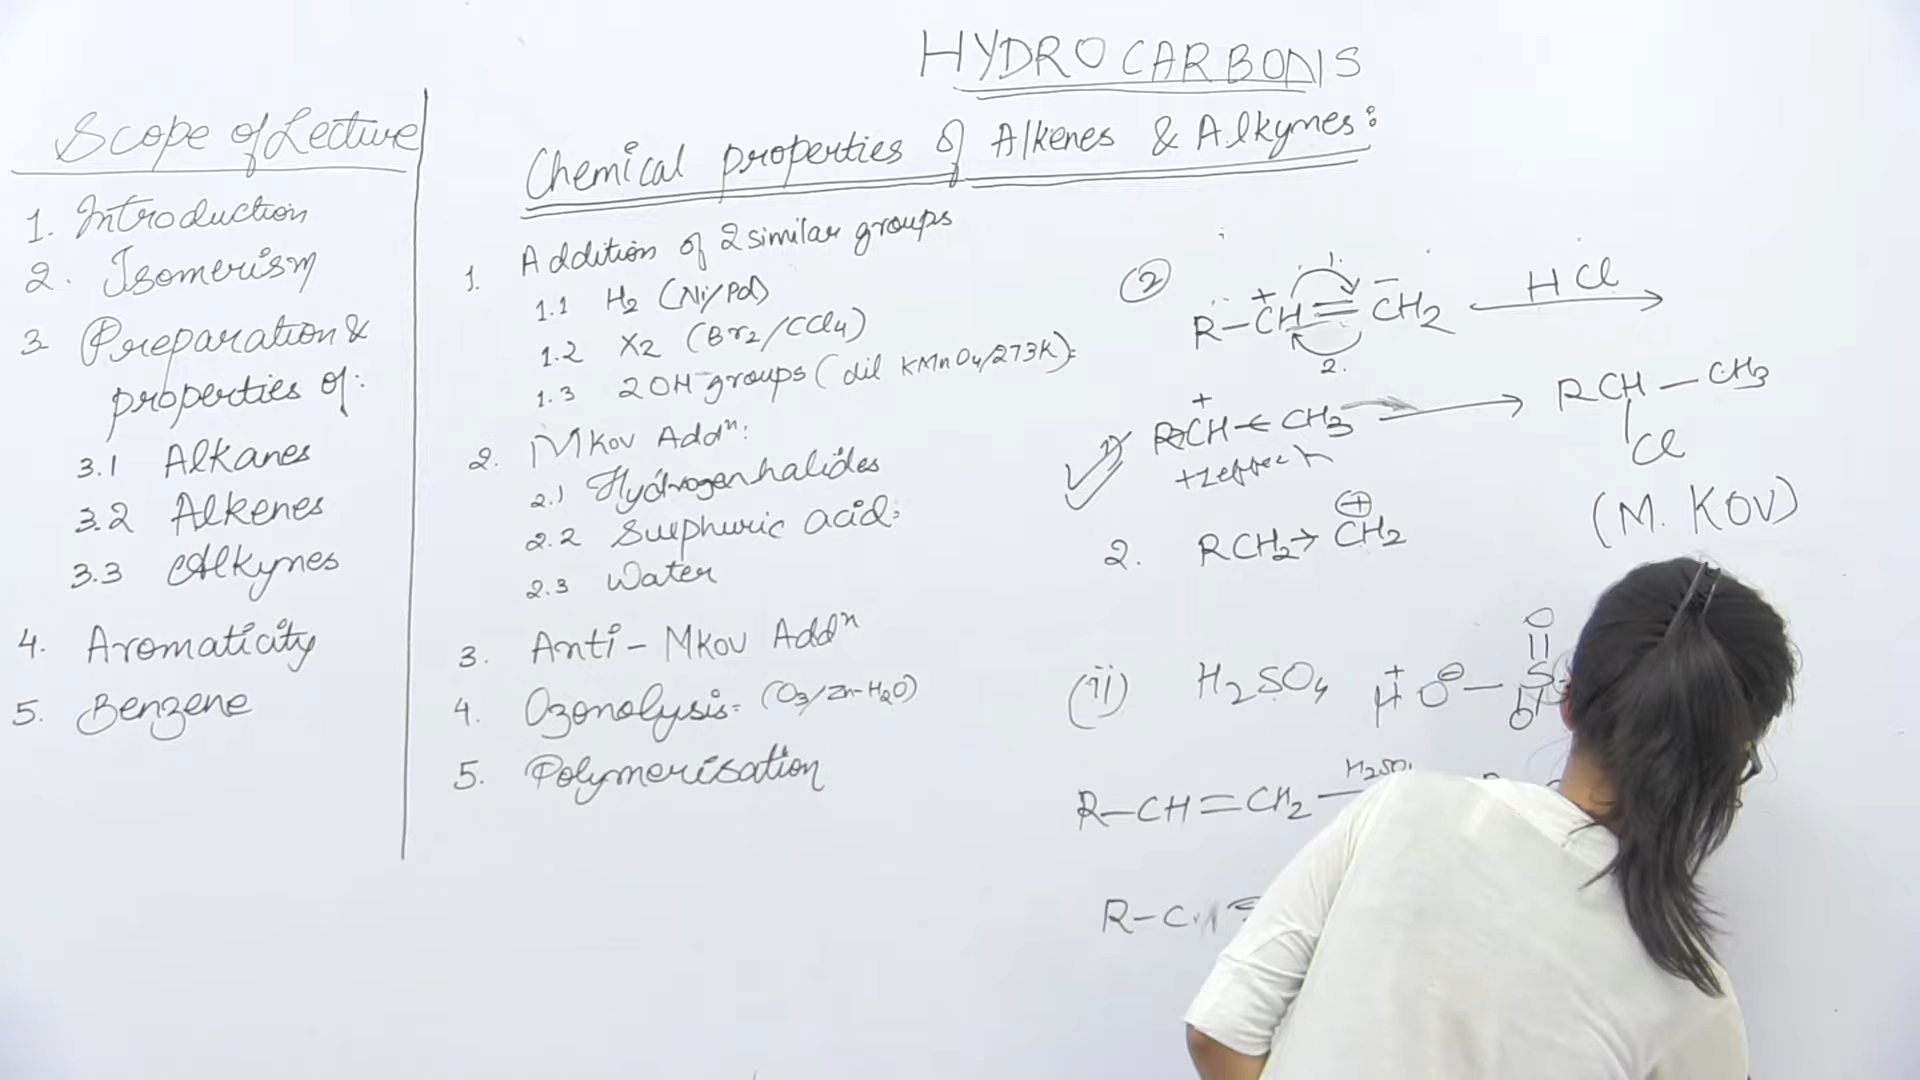 HYDROCARBONS
Scope of Lecture
1. Introduction
2. Isomerism
3 Preparation &
properties of:
3.1 Alkanes
3.2 Alkenes
3.3 Alkynes
4. Aromaticity
5. Benzene
Chemical properties of Alkenes & Alkynes:
1. Addition of 2 similar groups
1.1 H2 (Ni/Pd)
1.2 X2 (Br2/CCl4)
1.3 2 OH- groups (dil KMnO4/273K):
2. MKov Addn:
2.1 Hydrogen halides
2.2 Sulphuric acid:
2.3 Water
3. Anti - MKov Addn
4. Ozonolysis: (O3/Zn-H2O)
5. Polymerisation
②
1.
+ -
R-CH=CH2 HCl →
2.
+
1) RCH ← CH3 → RCH - CH3
Cl
(M. KOV)
⊕
2. RCH2 → CH2
(ii) H2SO4 H+ O⊖ - S
O
O
R-CH=CH2
R-C